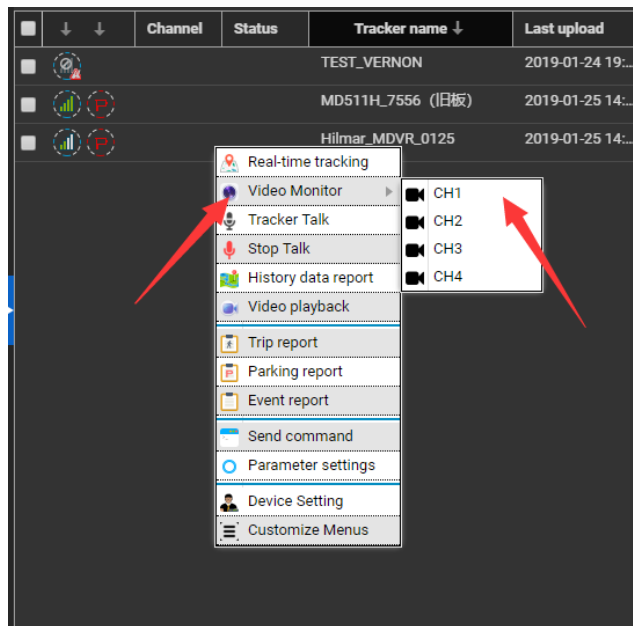 Channel Status Tracker name ↓ Last upload
TEST_VERNON 2019-01-24 19:...
P MD511H_7556 (旧板) 2019-01-25 14:...
P Hilmar_MDVR_0125 2019-01-25 14:...
Real-time tracking
Video Monitor
CH1
CH2
CH3
CH4
Tracker Talk
Stop Talk
History data report
Video playback
Trip report
P Parking report
Event report
Send command
Parameter settings
Device Setting
Customize Menus